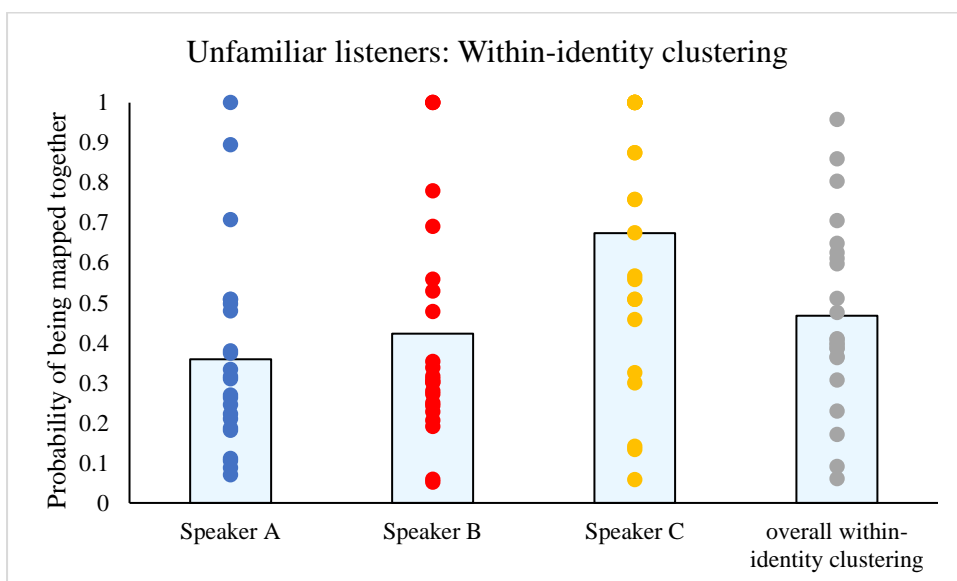 Unfamiliar listeners: Within-identity clustering
Probability of being mapped together
1
0.9
0.8
0.7
0.6
0.5
0.4
0.3
0.2
0.1
0
Speaker A
Speaker B
Speaker C
overall within-
identity clustering